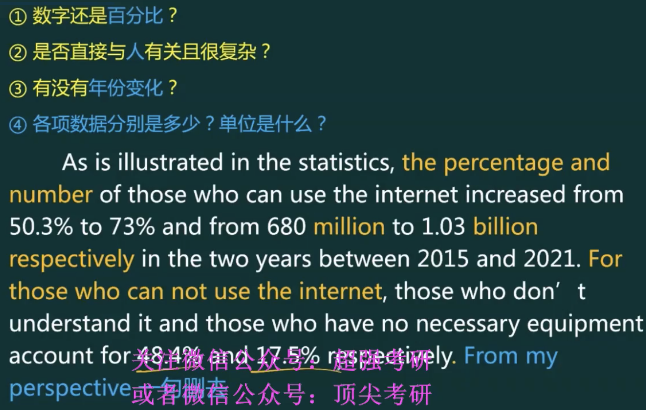 ① 数字还是百分比？
② 是否直接与人有关且很复杂？
③ 有没有年份变化？
④ 各项数据分别是多少？单位是什么？
As is illustrated in the statistics, the percentage and
number of those who can use the internet increased from
50.3% to 73% and from 680 million to 1.03 billion
respectively in the two years between 2015 and 2021. For
those who can not use the internet, those who don't
understand it and those who have no necessary equipment
account for 48.4% and 17.5% respectively. From my
perspective 一句删去
关注微信公众号：超强考研
或者微信公众号：顶尖考研